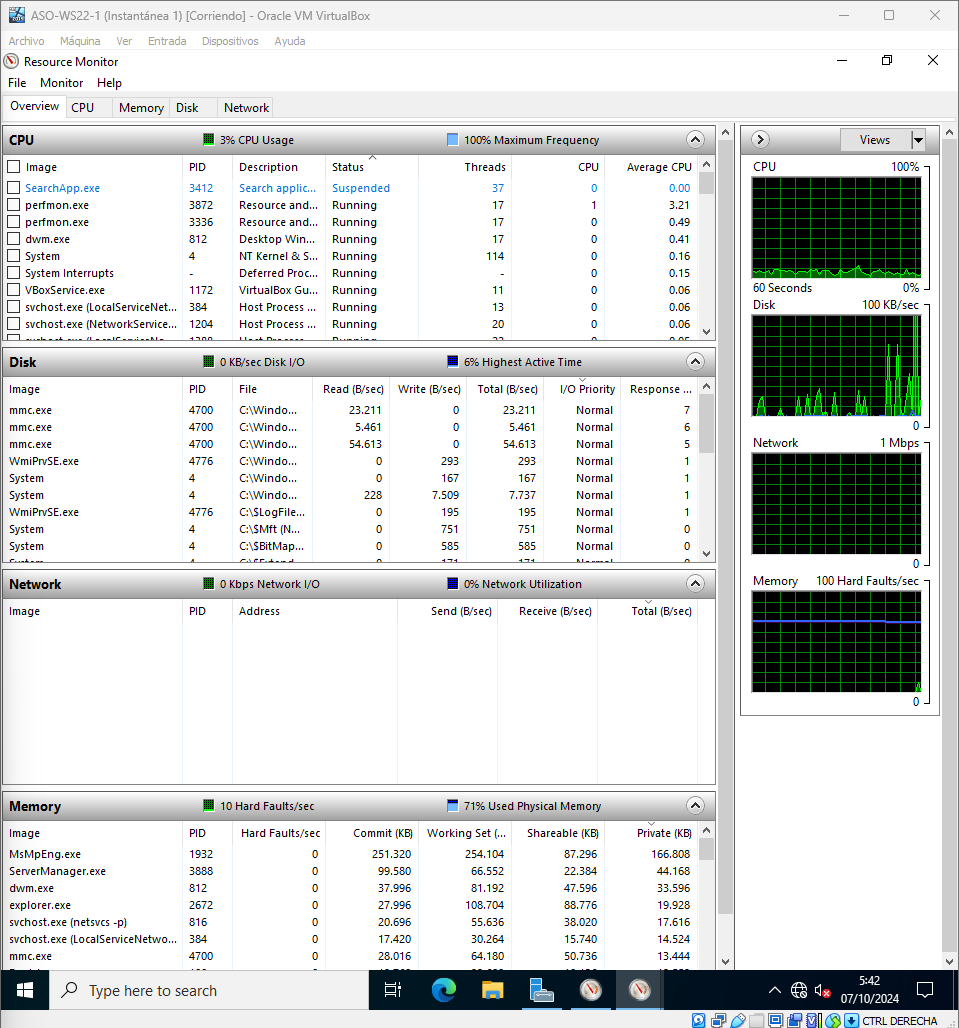 ASO-WS22-1 (Instantánea 1) [Corriendo] - Oracle VM VirtualBox
Archivo Máquina Ver Entrada Dispositivos Ayuda
Resource Monitor
File Monitor Help
Overview CPU Memory Disk Network
CPU 3% CPU Usage 100% Maximum Frequency
Image PID Description Status Threads CPU Average CPU
SearchApp.exe 3412 Search applic... Suspended 37 0 0.00
perfmon.exe 3872 Resource and... Running 17 1 3.21
perfmon.exe 3336 Resource and... Running 17 0 0.49
dwm.exe 812 Desktop Win... Running 17 0 0.41
System 4 NT Kernel & S... Running 114 0 0.16
System Interrupts - Deferred Proc... Running - 0 0.15
VBoxService.exe 1172 VirtualBox Gu... Running 11 0 0.06
svchost.exe (LocalServiceNet... 384 Host Process ... Running 13 0 0.06
svchost.exe (NetworkService... 1204 Host Process ... Running 20 0 0.06
Disk 0 KB/sec Disk I/O 6% Highest Active Time
Image PID File Read (B/sec) Write (B/sec) Total (B/sec) I/O Priority Response ...
mmc.exe 4700 C:\Windo... 23.211 0 23.211 Normal 7
mmc.exe 4700 C:\Windo... 5.461 0 5.461 Normal 6
mmc.exe 4700 C:\Windo... 54.613 0 54.613 Normal 5
WmiPrvSE.exe 4776 C:\Windo... 0 293 293 Normal 1
System 4 C:\Windo... 0 167 167 Normal 1
System 4 C:\Windo... 228 7.509 7.737 Normal 1
WmiPrvSE.exe 4776 C:\$LogFile... 0 195 195 Normal 1
System 4 C:\$Mft (N... 0 751 751 Normal 0
System 4 C:\$BitMap... 0 585 585 Normal 0
Network 0 Kbps Network I/O 0% Network Utilization
Image PID Address Send (B/sec) Receive (B/sec) Total (B/sec)
Memory 10 Hard Faults/sec 71% Used Physical Memory
Image PID Hard Faults/sec Commit (KB) Working Set (... Shareable (KB) Private (KB)
MsMpEng.exe 1932 0 251.320 254.104 87.296 166.808
ServerManager.exe 3888 0 99.580 66.552 22.384 44.168
dwm.exe 812 0 37.996 81.192 47.596 33.596
explorer.exe 2672 0 27.996 108.704 88.776 19.928
svchost.exe (netsvcs -p) 816 0 20.696 55.636 38.020 17.616
svchost.exe (LocalServiceNetwo... 384 0 17.420 30.264 15.740 14.524
mmc.exe 4700 0 28.016 64.180 50.736 13.444
Views
CPU 100%
60 Seconds 0%
Disk 100 KB/sec
0
Network 1 Mbps
0
Memory 100 Hard Faults/sec
0
Type here to search
5:42
07/10/2024
CTRL DERECHA